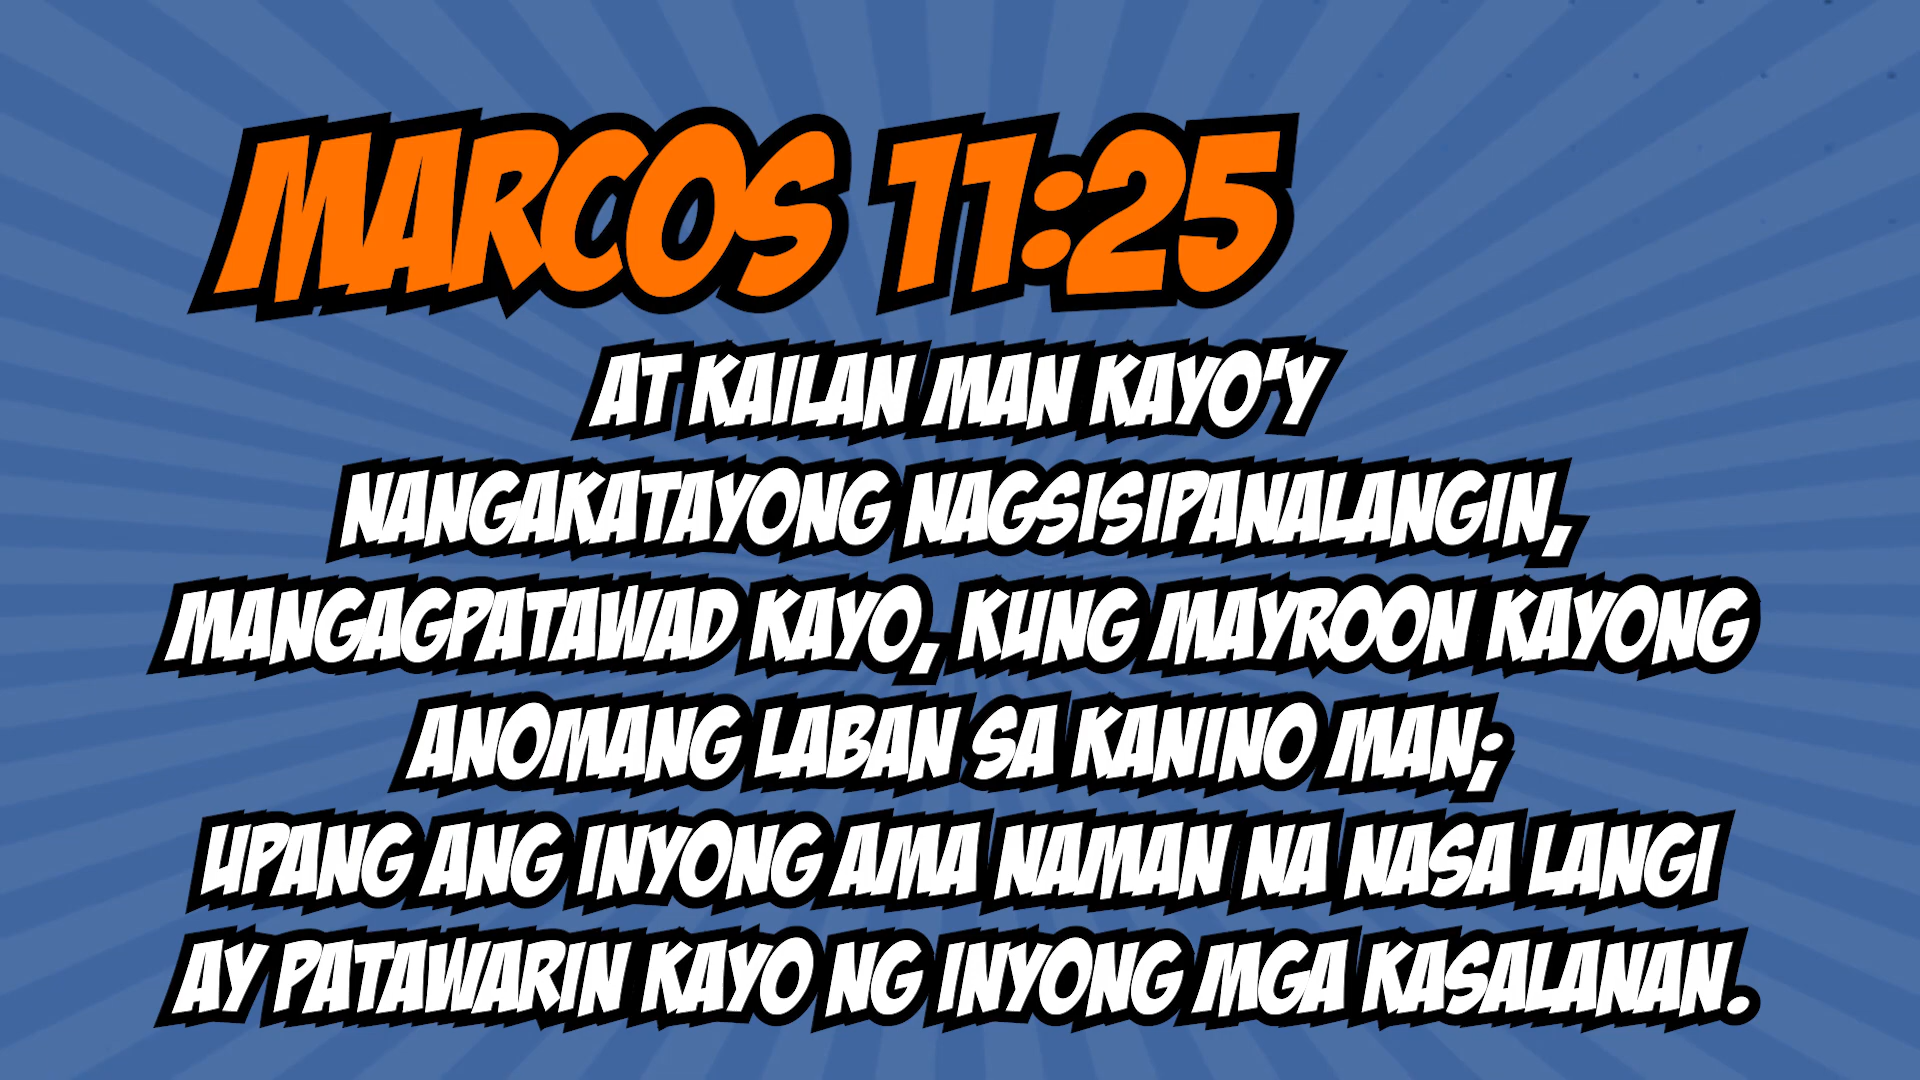 MARCOS 11:25
AT KAILAN MAN KAYO'Y
NANGAKATAYONG NAGSISIPANALANGIN,
MANGAGPATAWAD KAYO, KUNG MAYROON KAYONG
ANOMANG LABAN SA KANINO MAN;
UPANG ANG INYONG AMA NAMAN NA NASA LANGI
AY PATAWARIN KAYO NG INYONG MGA KASALANAN.